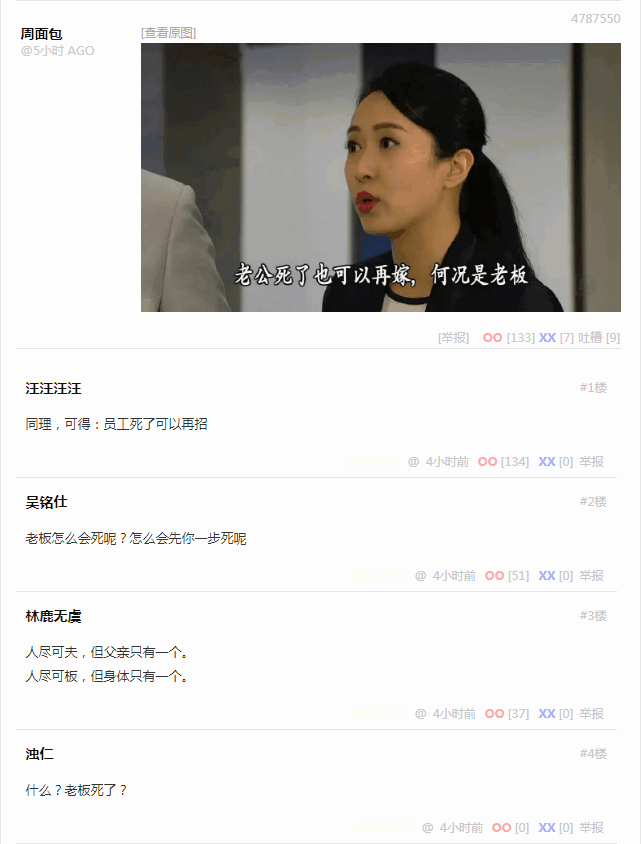 4787550
周面包
@5小时 AGO
[查看原图]
老公死了也可以再嫁，何况是老板
[举报] OO [133] XX [7] 吐槽 [9]
汪汪汪汪
#1楼
同理，可得：员工死了可以再招
@ 4小时前 OO [134] XX [0] 举报
吴铭仕
#2楼
老板怎么会死呢？怎么会先你一步死呢
@ 4小时前 OO [51] XX [0] 举报
林鹿无虞
#3楼
人尽可夫，但父亲只有一个。
人尽可板，但身体只有一个。
@ 4小时前 OO [37] XX [0] 举报
浊仁
#4楼
什么？老板死了？
@ 4小时前 OO [0] XX [0] 举报